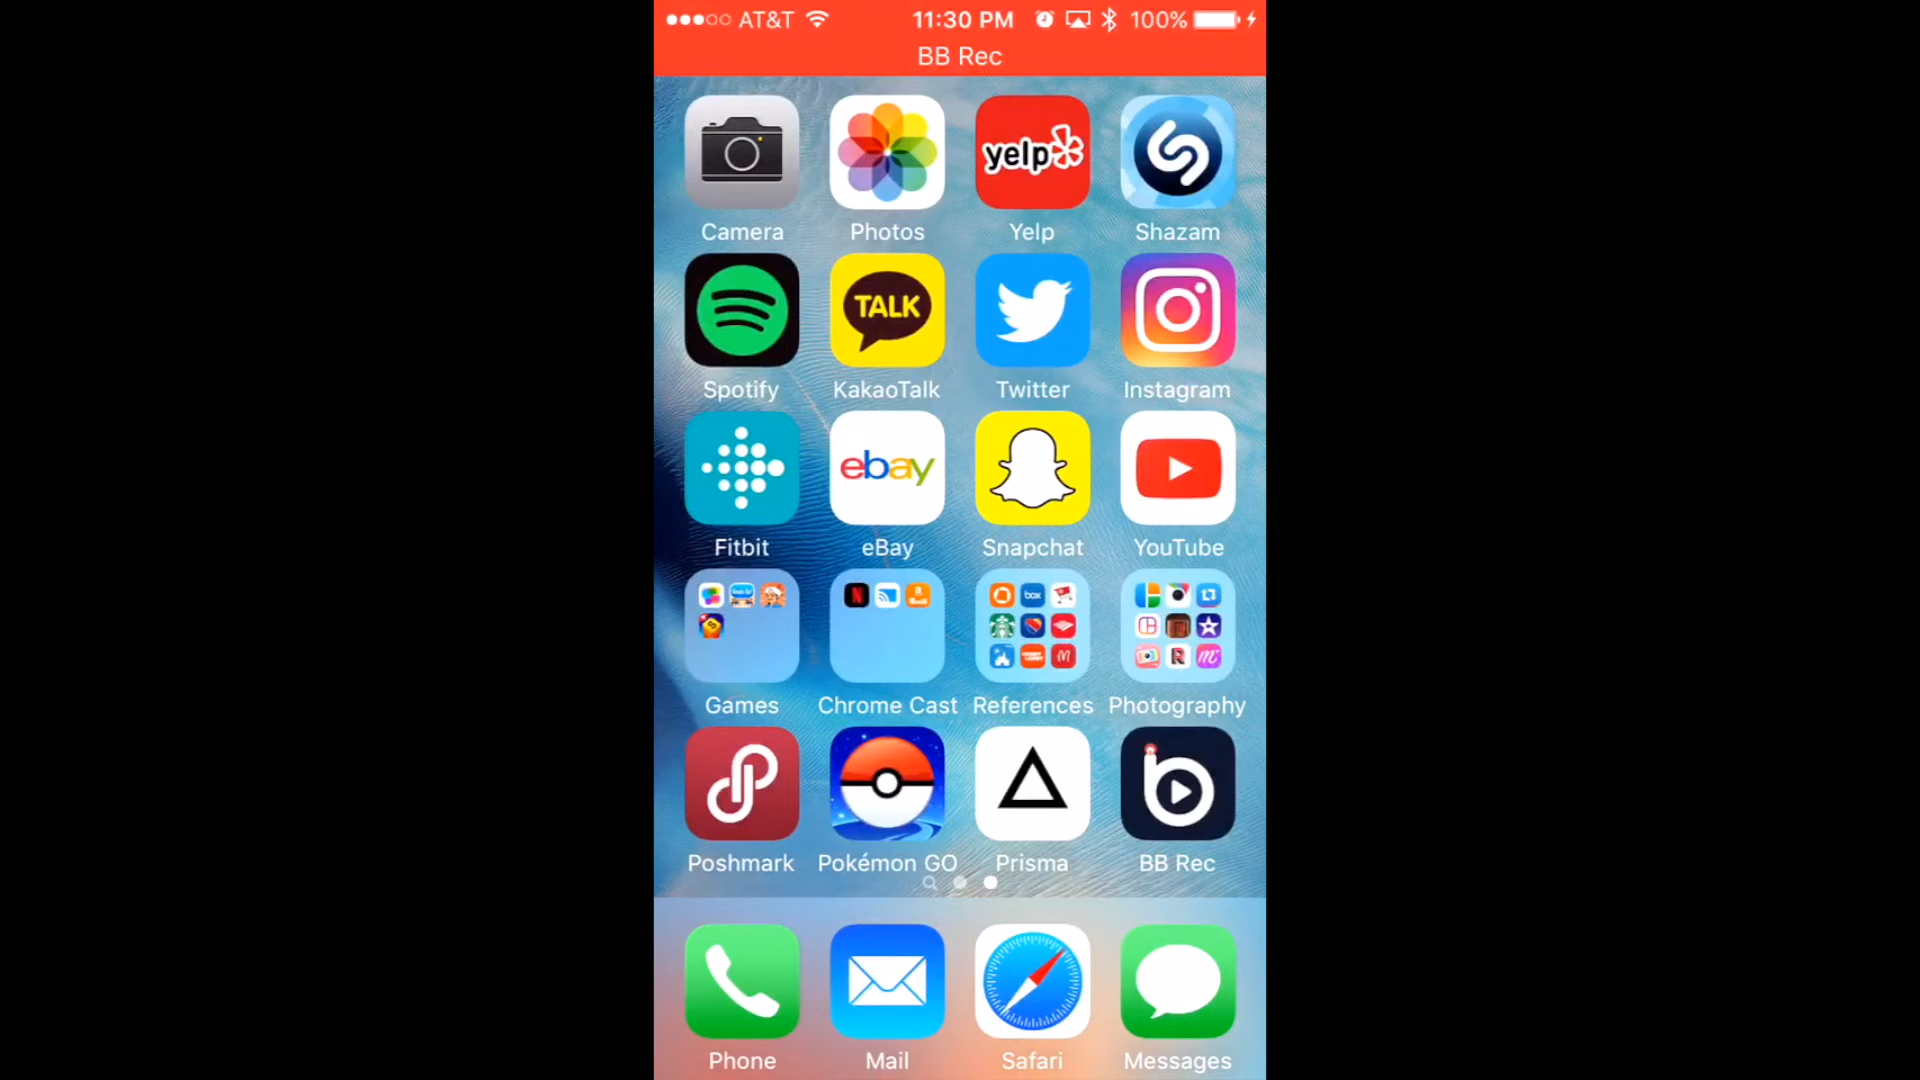 AT&T 11:30 PM 100%
BB Rec
yelp
Camera Photos Yelp Shazam
TALK
Spotify KakaoTalk Twitter Instagram
ebay
Fitbit eBay Snapchat YouTube
box
Games Chrome Cast References Photography
Poshmark Pokémon GO Prisma BB Rec
Phone Mail Safari Messages